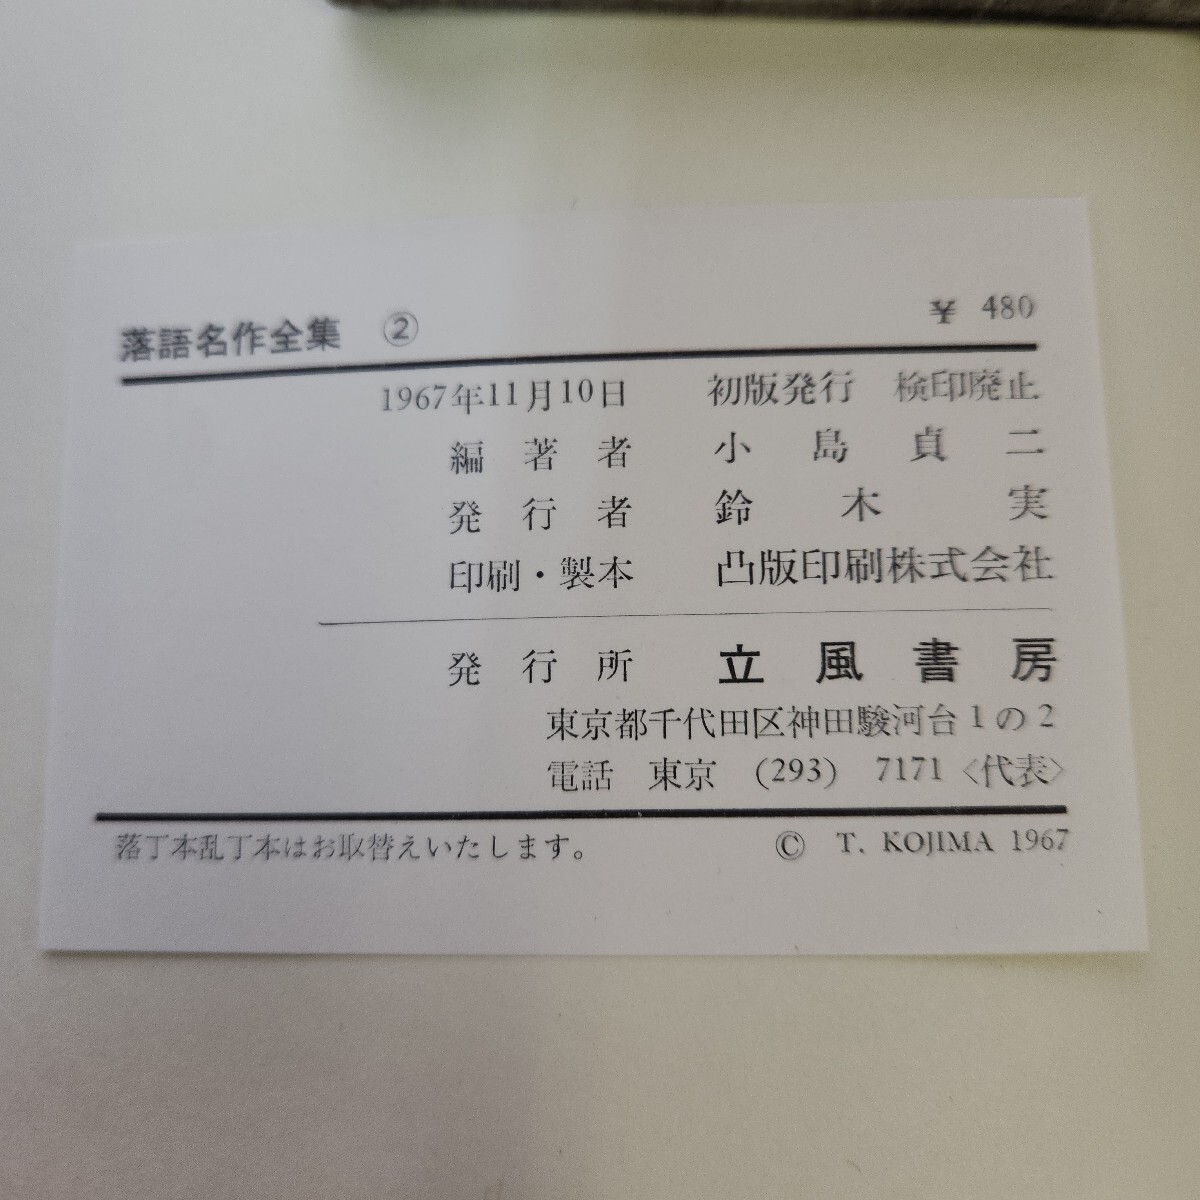 落語名作全集 ② ¥ 480
1967年11月10日 初版発行 検印廃止
編著者 小島貞二
発行者 鈴木実
印刷・製本 凸版印刷株式会社
発行所 立風書房
東京都千代田区神田駿河台1の2
電話 東京 (293) 7171〈代表〉
落丁本乱丁本はお取替えいたします。 © T. KOJIMA 1967